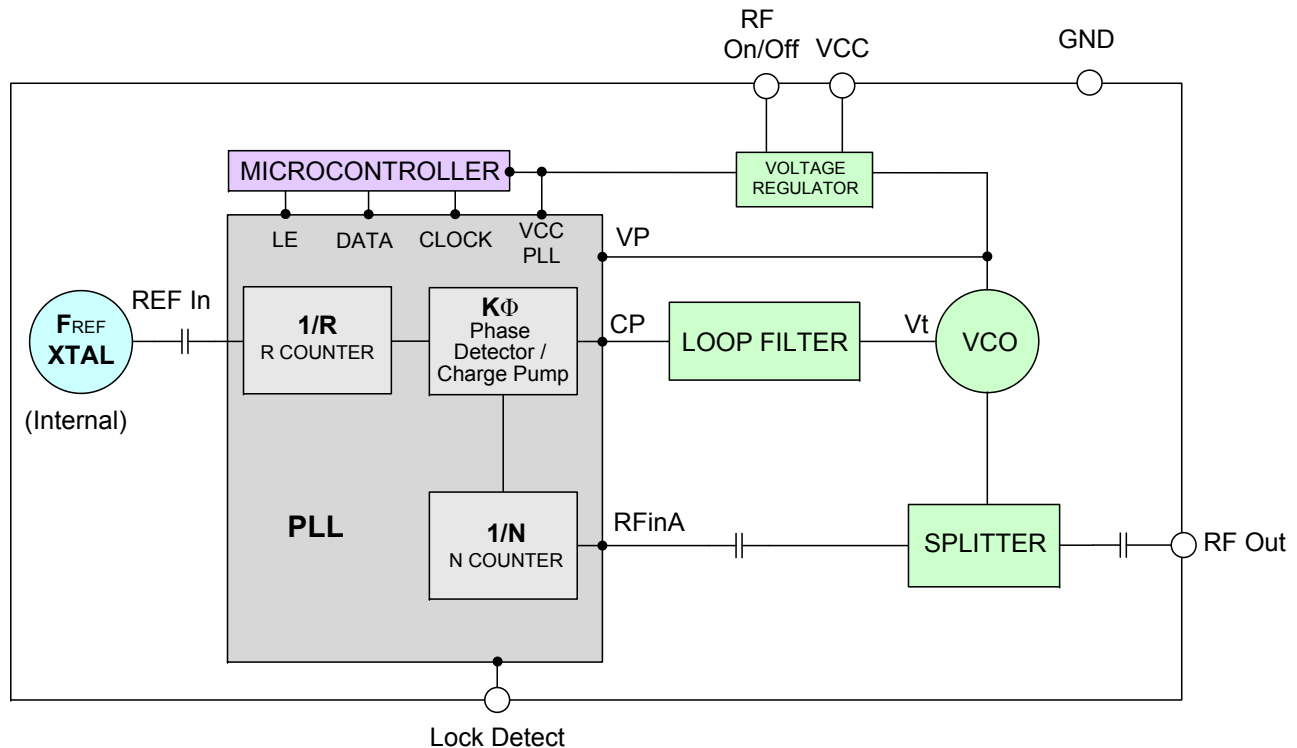 RF
On/Off
VCC
GND
MICROCONTROLLER
VOLTAGE
REGULATOR
LE
DATA
CLOCK
VCC
PLL
VP
REF In
FREF
XTAL
(Internal)
1/R
R COUNTER
KΦ
Phase
Detector /
Charge Pump
CP
LOOP FILTER
Vt
VCO
PLL
1/N
N COUNTER
RFinA
SPLITTER
RF Out
Lock Detect